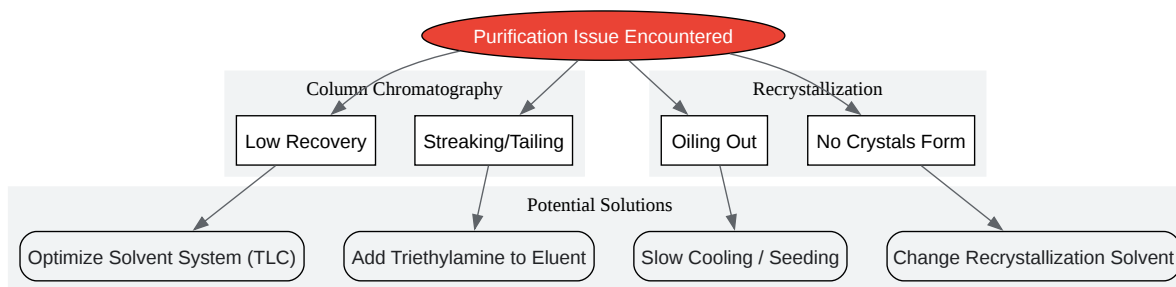 Purification Issue Encountered
Column Chromatography
Recrystallization
Low Recovery
Streaking/Tailing
Oiling Out
No Crystals Form
Potential Solutions
Optimize Solvent System (TLC)
Add Triethylamine to Eluent
Slow Cooling / Seeding
Change Recrystallization Solvent